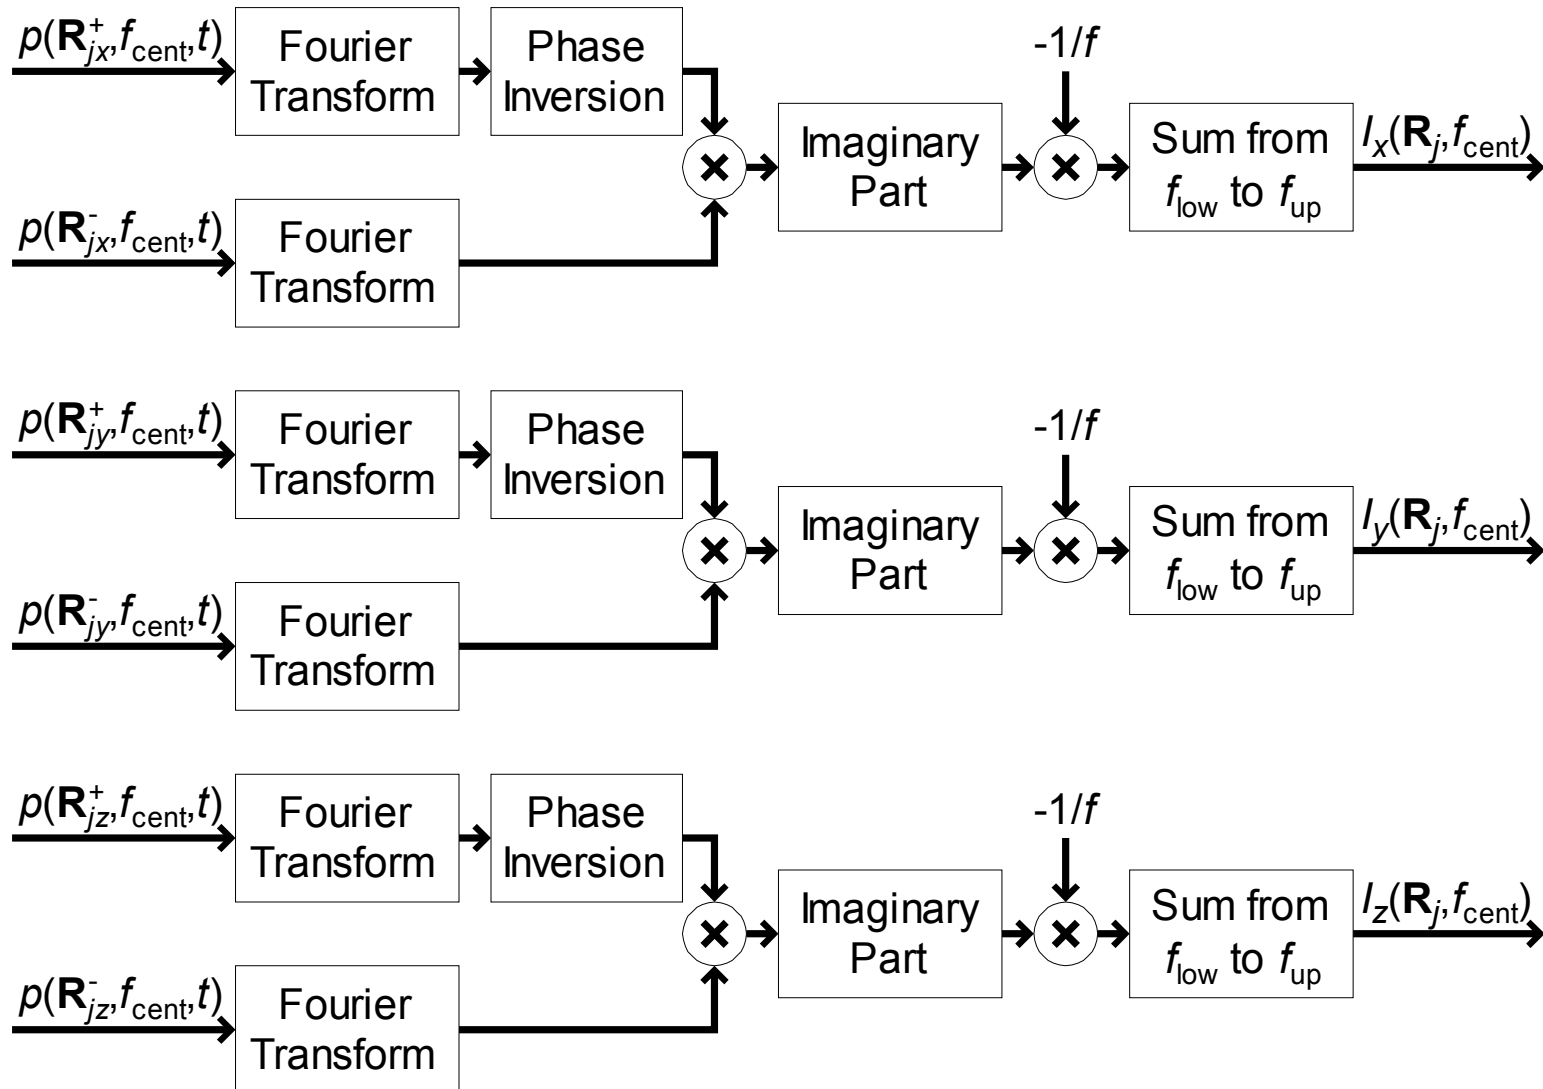 p(R⁺jx,fcent,t)
Fourier
Transform
Phase
Inversion
-1/f
Imaginary
Part
Sum from
flow to fup
Ix(Rj,fcent)
p(R⁻jx,fcent,t)
Fourier
Transform
p(R⁺jy,fcent,t)
Fourier
Transform
Phase
Inversion
-1/f
Imaginary
Part
Sum from
flow to fup
Iy(Rj,fcent)
p(R⁻jy,fcent,t)
Fourier
Transform
p(R⁺jz,fcent,t)
Fourier
Transform
Phase
Inversion
-1/f
Imaginary
Part
Sum from
flow to fup
Iz(Rj,fcent)
p(R⁻jz,fcent,t)
Fourier
Transform